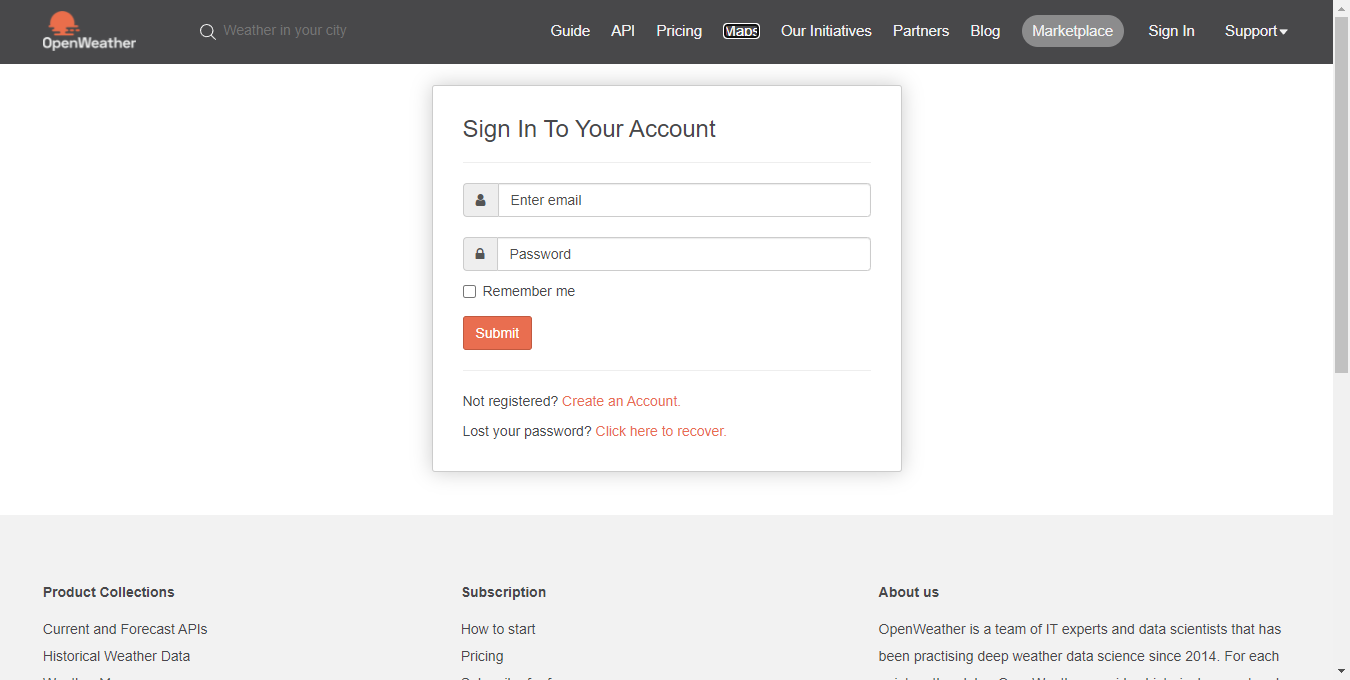 OpenWeather
Weather in your city
Guide API Pricing Maps Our Initiatives Partners Blog Marketplace Sign In Support
Sign In To Your Account
Enter email
Password
Remember me
Submit
Not registered? Create an Account.
Lost your password? Click here to recover.
Product Collections
Current and Forecast APIs
Historical Weather Data
Subscription
How to start
Pricing
About us
OpenWeather is a team of IT experts and data scientists that has
been practising deep weather data science since 2014. For each